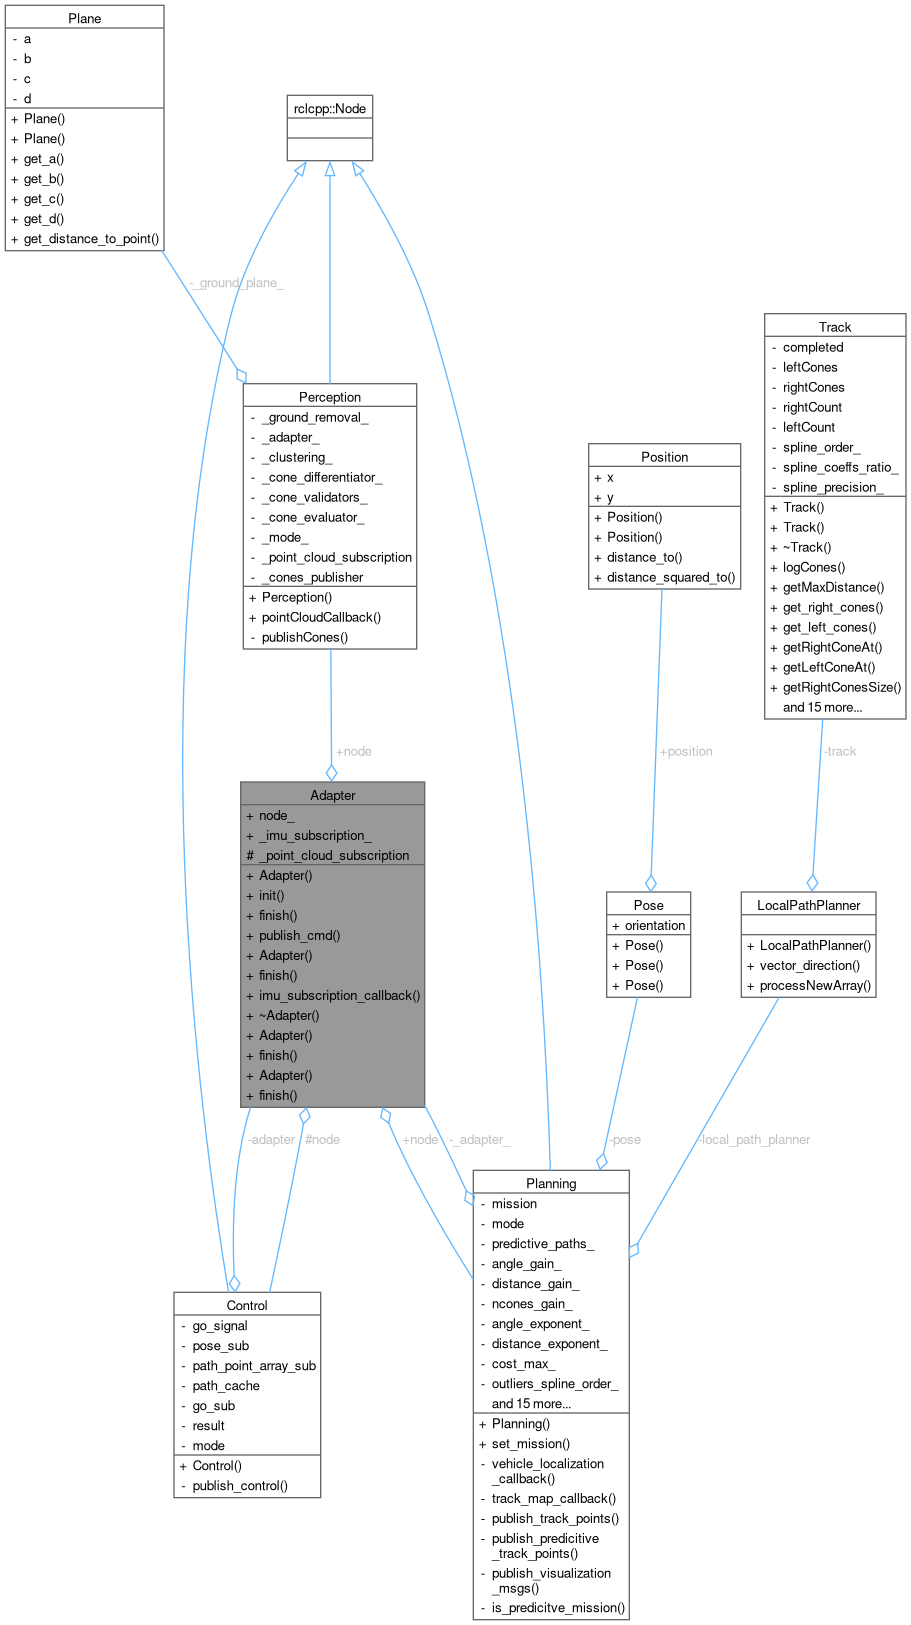 Plane
- a
- b
- c
- d
+ Plane()
+ Plane()
+ get_a()
+ get_b()
+ get_c()
+ get_d()
+ get_distance_to_point()
rclcpp::Node
-_ground_plane_
Perception
- _ground_removal_
- _adapter_
- _clustering_
- _cone_differentiator_
- _cone_validators_
- _cone_evaluator_
- _mode_
- _point_cloud_subscription
- _cones_publisher
+ Perception()
+ pointCloudCallback()
- publishCones()
Track
- completed
- leftCones
- rightCones
- rightCount
- leftCount
- spline_order_
- spline_coeffs_ratio_
- spline_precision_
+ Track()
+ Track()
+ ~Track()
+ logCones()
+ getMaxDistance()
+ get_right_cones()
+ get_left_cones()
+ getRightConeAt()
+ getLeftConeAt()
+ getRightConesSize()
and 15 more...
Position
+ x
+ y
+ Position()
+ Position()
+ distance_to()
+ distance_squared_to()
+node
+position
-track
Adapter
+ node_
+ _imu_subscription_
# _point_cloud_subscription
+ Adapter()
+ init()
+ finish()
+ publish_cmd()
+ Adapter()
+ finish()
+ imu_subscription_callback()
+ ~Adapter()
+ Adapter()
+ finish()
+ Adapter()
+ finish()
Pose
+ orientation
+ Pose()
+ Pose()
+ Pose()
LocalPathPlanner
+ LocalPathPlanner()
+ vector_direction()
+ processNewArray()
-adapter
#node
+node
-_adapter_
-pose
-local_path_planner
Planning
- mission
- mode
- predictive_paths_
- angle_gain_
- distance_gain_
- ncones_gain_
- angle_exponent_
- distance_exponent_
- cost_max_
- outliers_spline_order_
and 15 more...
+ Planning()
+ set_mission()
- vehicle_localization
_callback()
- track_map_callback()
- publish_track_points()
- publish_predicitive
_track_points()
- publish_visualization
_msgs()
- is_predicitve_mission()
Control
- go_signal
- pose_sub
- path_point_array_sub
- path_cache
- go_sub
- result
- mode
+ Control()
- publish_control()